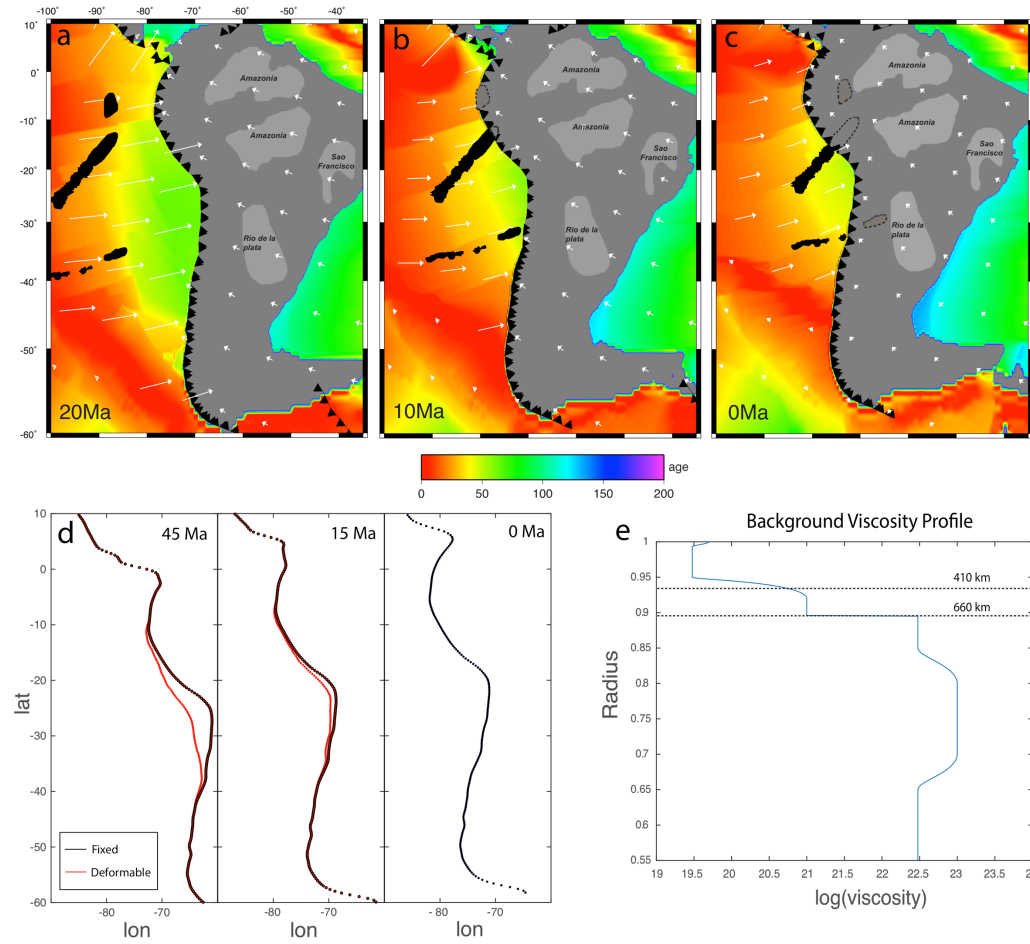 -100° -90° -80° -70° -60° -50° -40°
a
Amazonia
Amazonia
Sao
Francisco
Rio de la
plata
20Ma
10°
0°
-10°
-20°
-30°
-40°
-50°
-60°
b
Amazonia
Amazonia
Sao
Francisco
Rio de la
plata
10Ma
c
Amazonia
Amazonia
Sao
Francisco
Rio de la
plata
0Ma
age
0 50 100 150 200
d
45 Ma
15 Ma
0 Ma
10
0
-10
-20
-30
-40
-50
-60
lat
Fixed
Deformable
-80 -70
-80 -70
- 80 -70
lon lon lon
e
Background Viscosity Profile
1
0.95
0.9
0.85
0.8
0.75
0.7
0.65
0.6
0.55
Radius
410 km
660 km
19 19.5 20 20.5 21 21.5 22 22.5 23 23.5 24
log(viscosity)